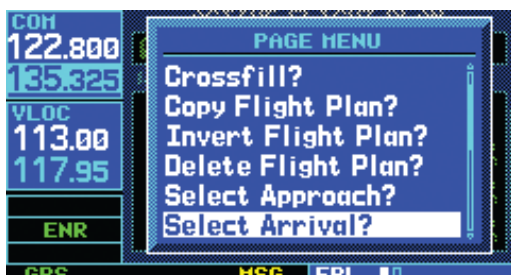 COM
122.800
135.325
VLOC
113.00
117.95
ENR
GPS
PAGE MENU
Crossfill?
Copy Flight Plan?
Invert Flight Plan?
Delete Flight Plan?
Select Approach?
Select Arrival?
MSG
FPL